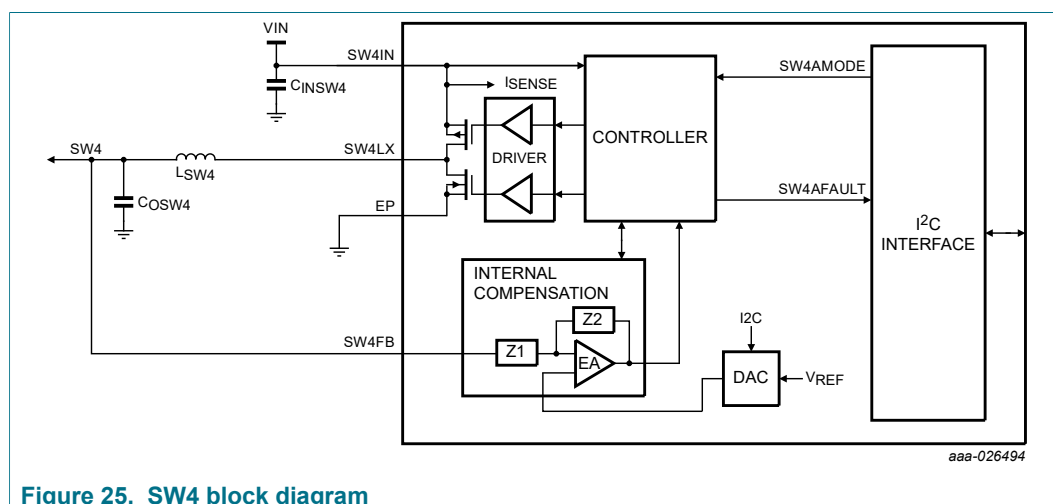 VIN
SW4IN
CINSW4
ISENSE
SW4AMODE
CONTROLLER
SW4
SW4LX
DRIVER
LSW4
COSW4
SW4AFAULT
EP
I2C
INTERFACE
INTERNAL
COMPENSATION
Z2
I2C
SW4FB
Z1
EA
DAC
VREF
aaa-026494
Figure 25. SW4 block diagram